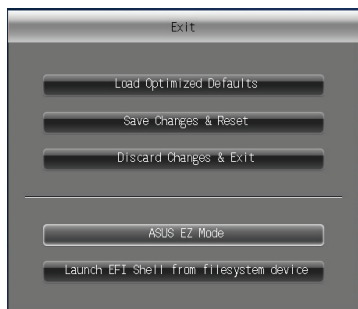 Exit
Load Optimized Defaults
Save Changes & Reset
Discard Changes & Exit
ASUS EZ Mode
Launch EFI Shell from filesystem device